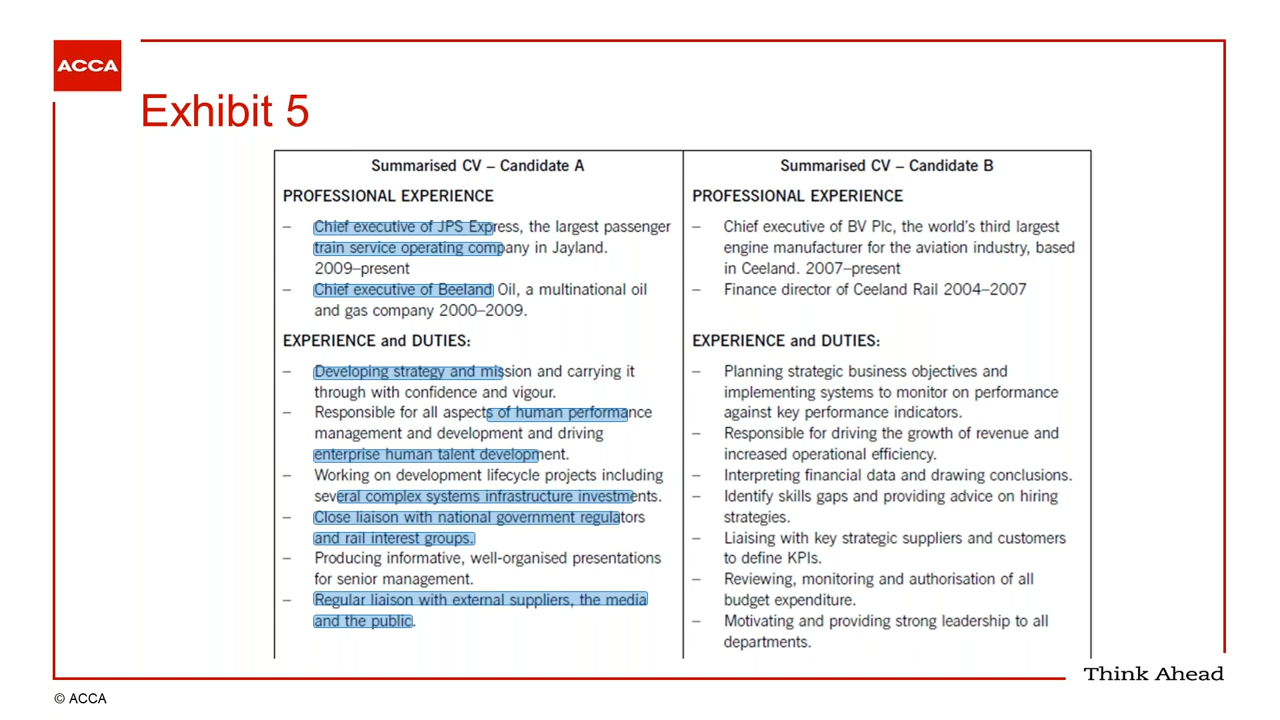 ACCA
Exhibit 5
Summarised CV – Candidate A
PROFESSIONAL EXPERIENCE
– Chief executive of JPS Express, the largest passenger
train service operating company in Jayland.
2009–present
– Chief executive of Beeland Oil, a multinational oil
and gas company 2000–2009.
EXPERIENCE and DUTIES:
– Developing strategy and mission and carrying it
through with confidence and vigour.
– Responsible for all aspects of human performance
management and development and driving
enterprise human talent development.
– Working on development lifecycle projects including
several complex systems infrastructure investments.
– Close liaison with national government regulators
and rail interest groups.
– Producing informative, well-organised presentations
for senior management.
– Regular liaison with external suppliers, the media
and the public.
Summarised CV – Candidate B
PROFESSIONAL EXPERIENCE
– Chief executive of BV Plc, the world's third largest
engine manufacturer for the aviation industry, based
in Ceeland. 2007–present
– Finance director of Ceeland Rail 2004–2007
EXPERIENCE and DUTIES:
– Planning strategic business objectives and
implementing systems to monitor on performance
against key performance indicators.
– Responsible for driving the growth of revenue and
increased operational efficiency.
– Interpreting financial data and drawing conclusions.
– Identify skills gaps and providing advice on hiring
strategies.
– Liaising with key strategic suppliers and customers
to define KPIs.
– Reviewing, monitoring and authorisation of all
budget expenditure.
– Motivating and providing strong leadership to all
departments.
Think Ahead
© ACCA